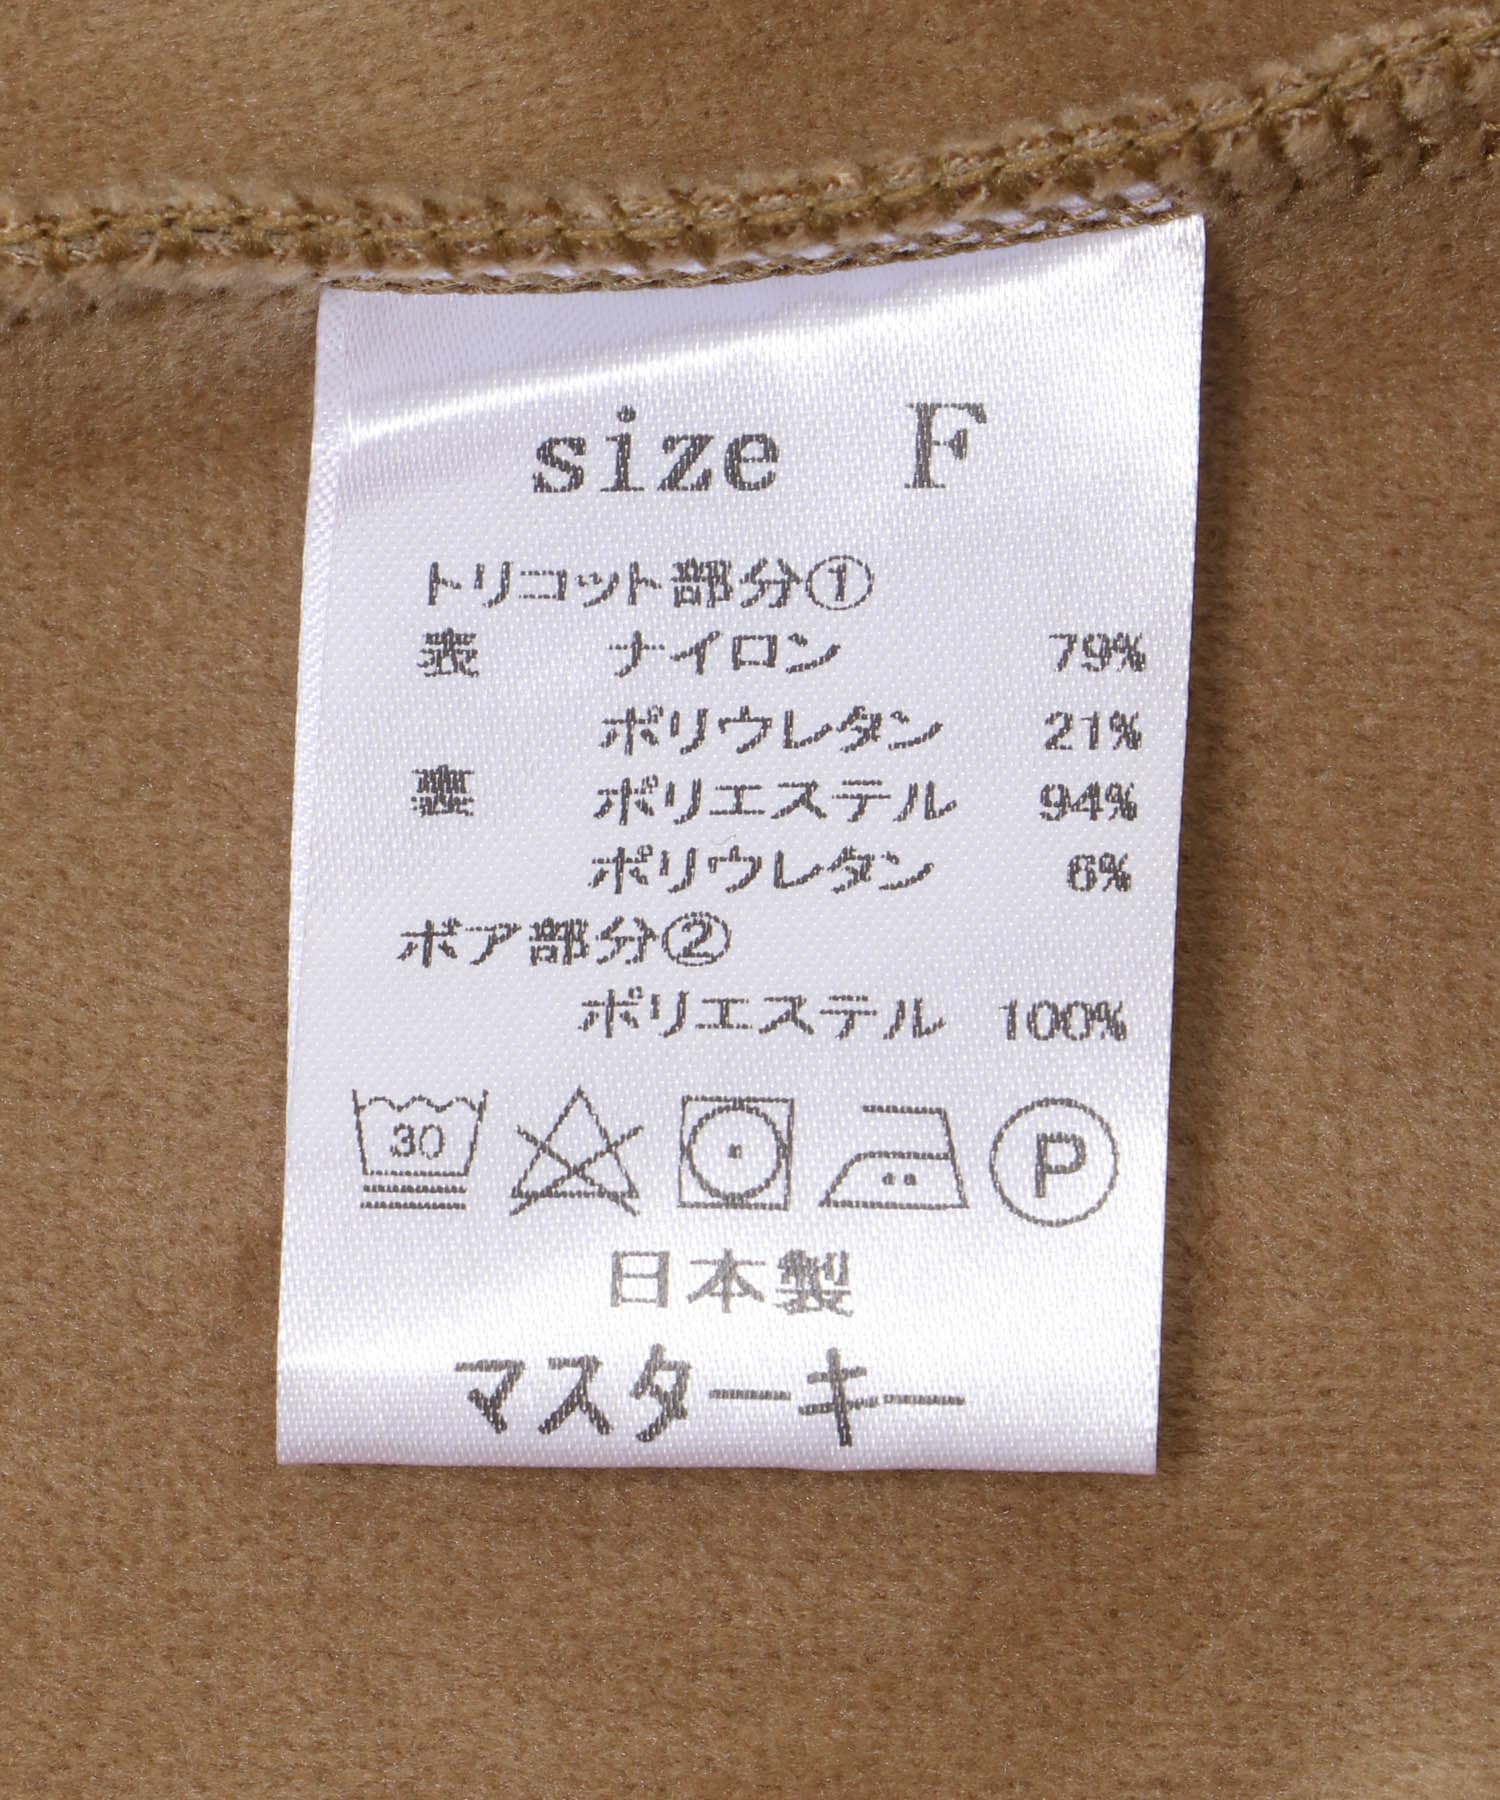 size F
トリコット部分①
表 ナイロン 79%
ポリウレタン 21%
裏 ポリエステル 94%
ポリウレタン 6%
ボア部分②
ポリエステル 100%
30 P
日本製
マスターキー